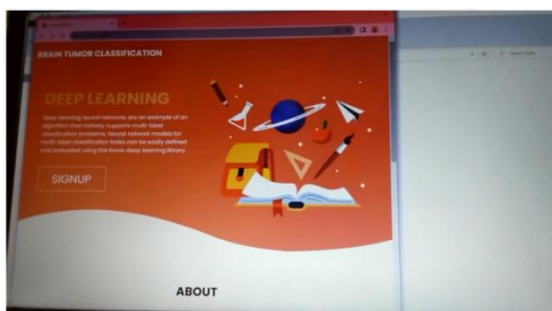 BRAIN TUMOR CLASSIFICATION
DEEP LEARNING
Deep learning neural networks are an example of an
algorithm that natively supports multi-label
classification problems. Neural network models for
multi-label classification tasks can be easily defined
and evaluated using the Keras deep learning library.
SIGNUP
ABOUT